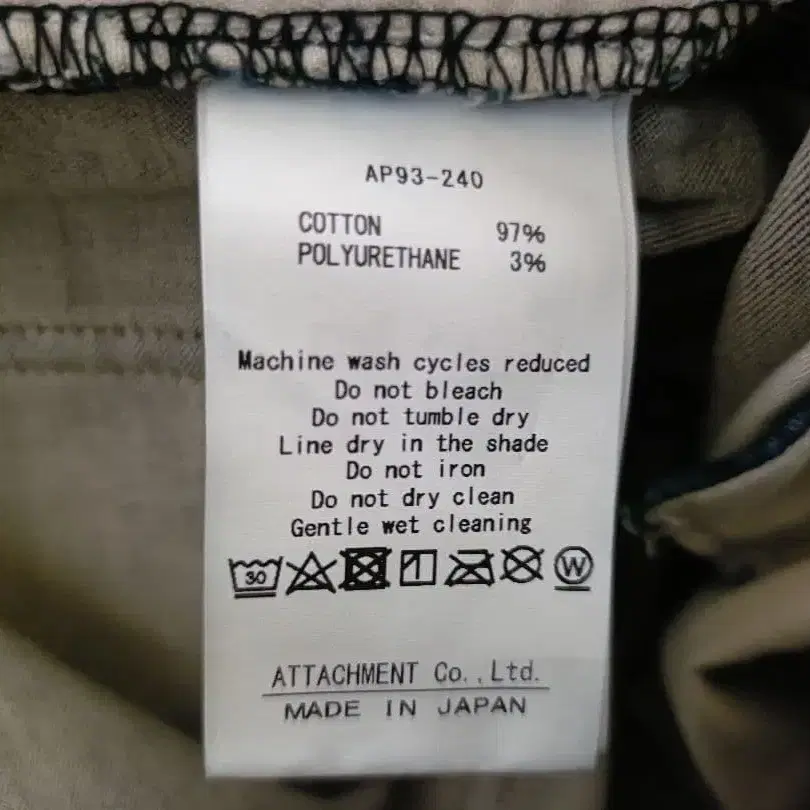 AP93-240
COTTON 97%
POLYURETHANE 3%
Machine wash cycles reduced
Do not bleach
Do not tumble dry
Line dry in the shade
Do not iron
Do not dry clean
Gentle wet cleaning
30 W
ATTACHMENT Co.,Ltd.
MADE IN JAPAN